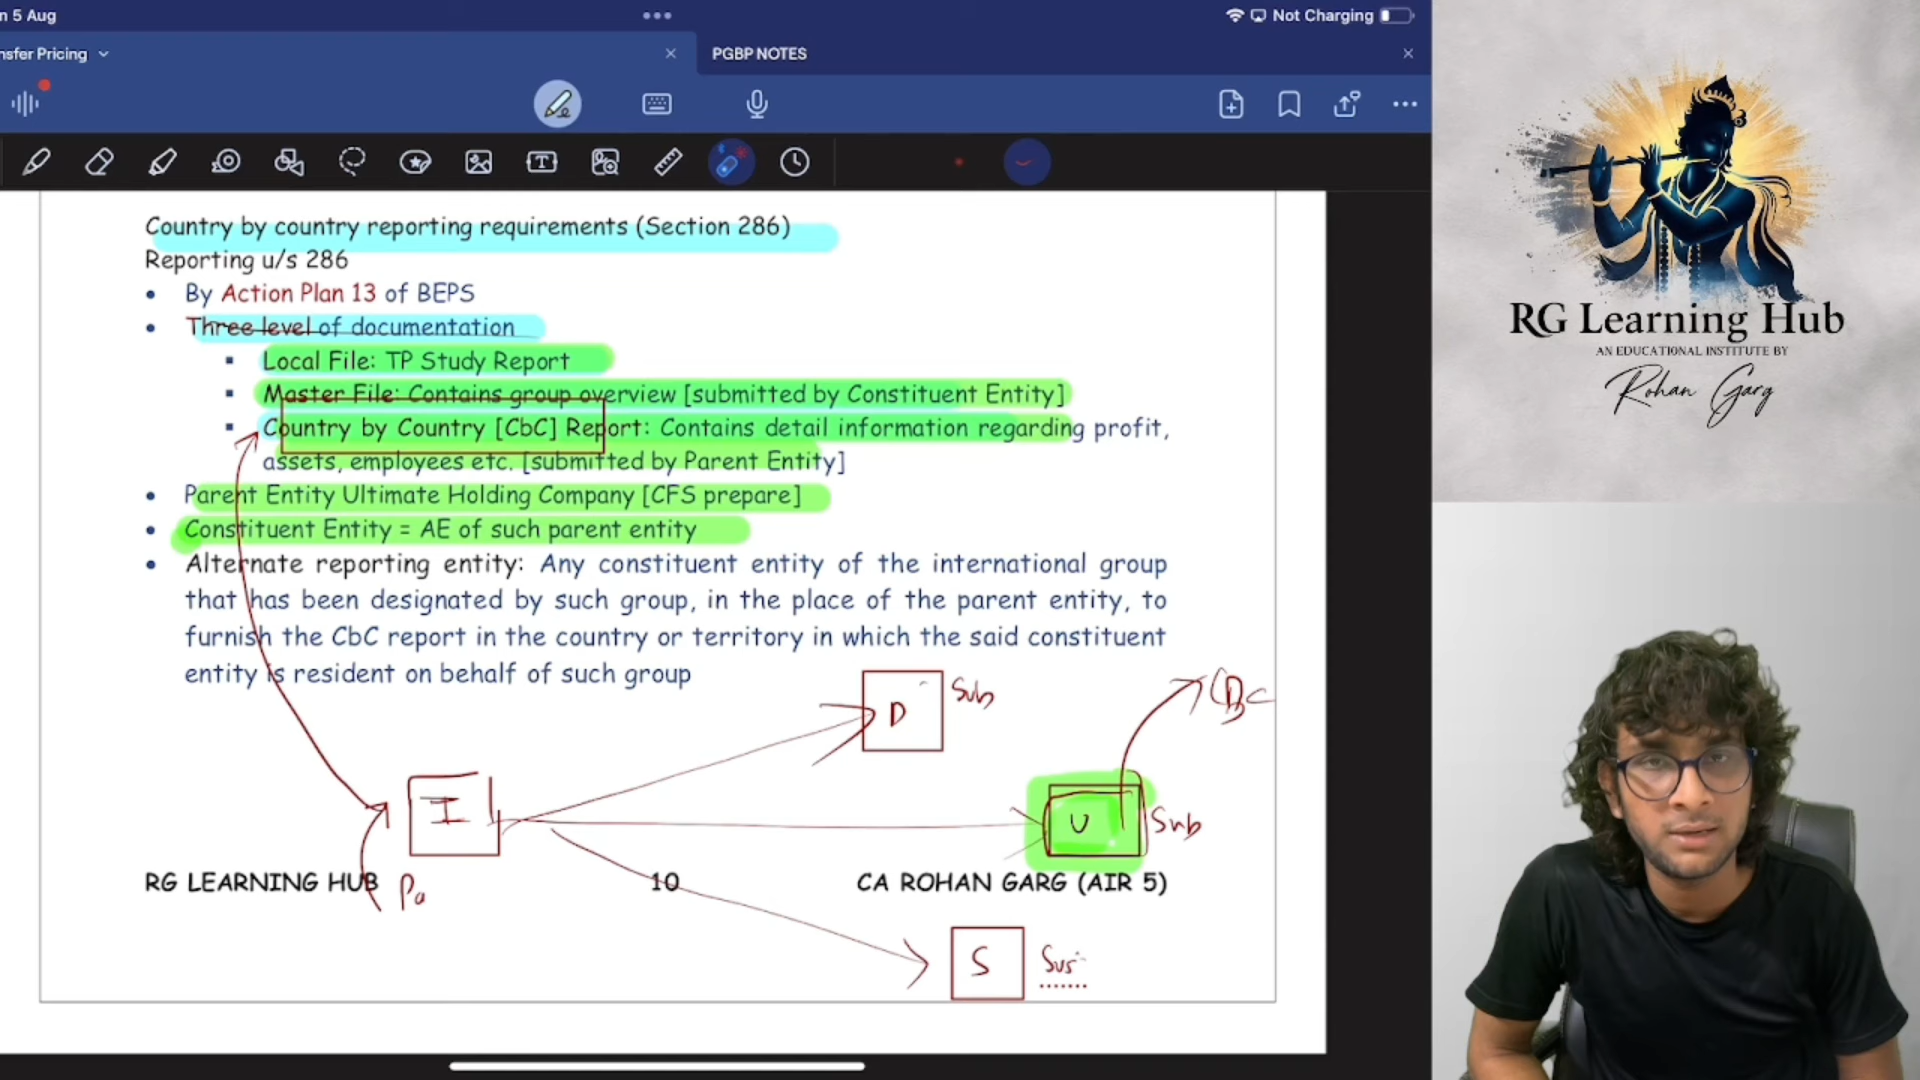 n 5 Aug
Not Charging
nsfer Pricing
PGBP NOTES
Country by country reporting requirements (Section 286)
Reporting u/s 286
• By Action Plan 13 of BEPS
• Three level of documentation
▪ Local File: TP Study Report
▪ Master File: Contains group overview [submitted by Constituent Entity]
▪ Country by Country [CbC] Report: Contains detail information regarding profit,
assets, employees etc. [submitted by Parent Entity]
• Parent Entity Ultimate Holding Company [CFS prepare]
• Constituent Entity = AE of such parent entity
• Alternate reporting entity: Any constituent entity of the international group
that has been designated by such group, in the place of the parent entity, to
furnish the CbC report in the country or territory in which the said constituent
entity is resident on behalf of such group
D Sub
CBC
I
U Sub
RG LEARNING HUB 10 CA ROHAN GARG (AIR 5)
Pa
S
RG Learning Hub
AN EDUCATIONAL INSTITUTE BY
Rohan Garg